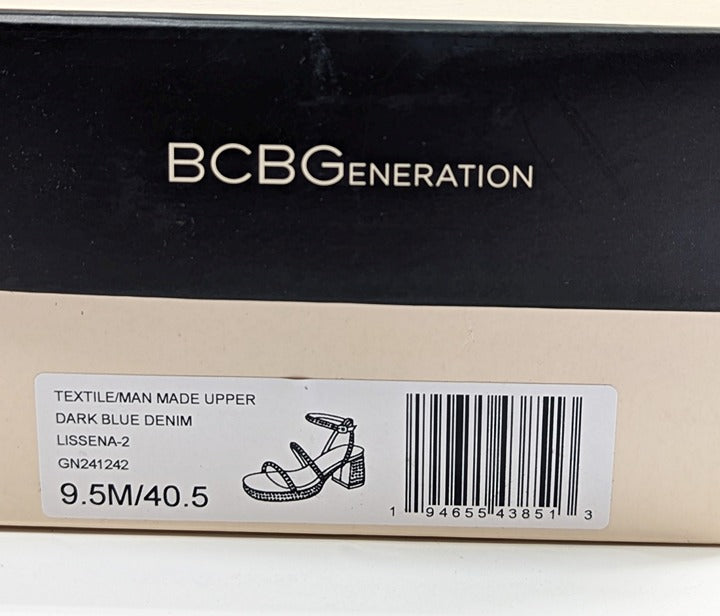 BCBGENERATION
TEXTILE/MAN MADE UPPER
DARK BLUE DENIM
LISSENA-2
GN241242
9.5M/40.5
1 94655 43851 3